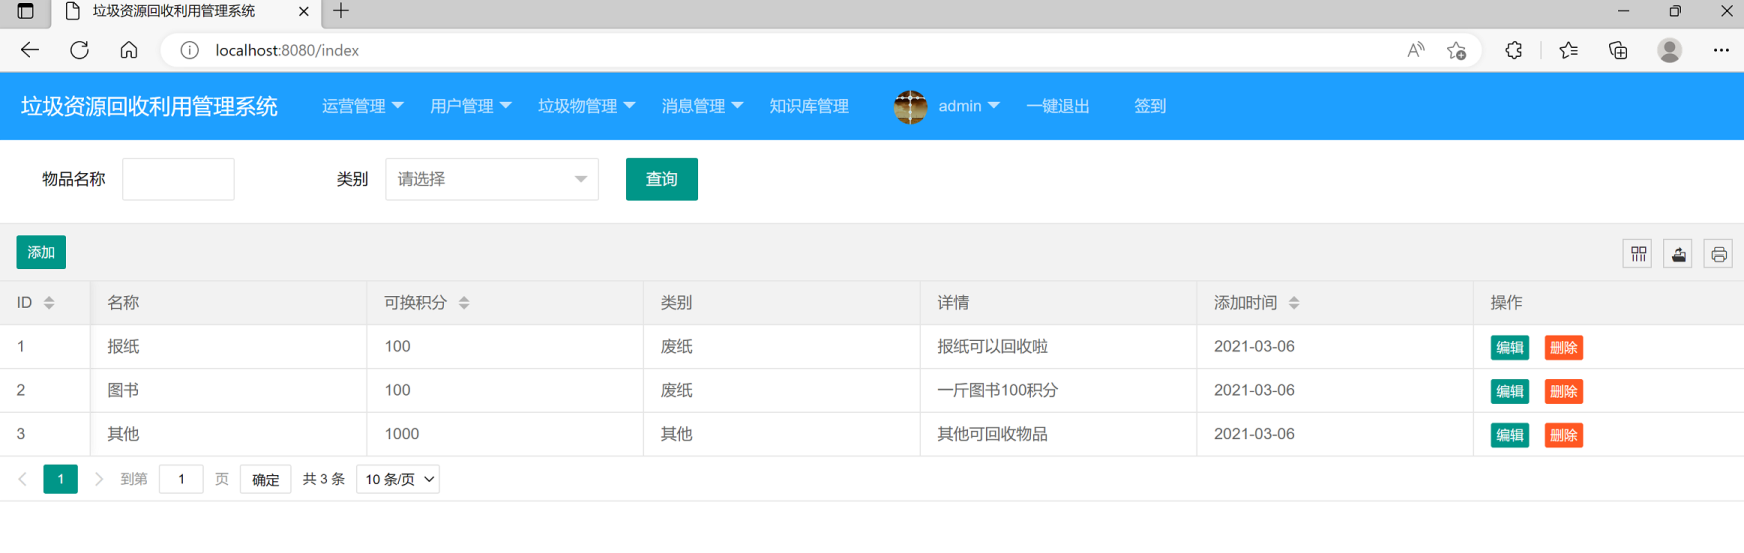 垃圾资源回收利用管理系统
localhost:8080/index
垃圾资源回收利用管理系统 运营管理 用户管理 垃圾物管理 消息管理 知识库管理 admin 一键退出 签到
物品名称 类别 请选择 查询
添加
ID 名称 可换积分 类别 详情 添加时间 操作
1 报纸 100 废纸 报纸可以回收啦 2021-03-06 编辑 删除
2 图书 100 废纸 一斤图书100积分 2021-03-06 编辑 删除
3 其他 1000 其他 其他可回收物品 2021-03-06 编辑 删除
1 到第 1 页 确定 共 3 条 10 条/页